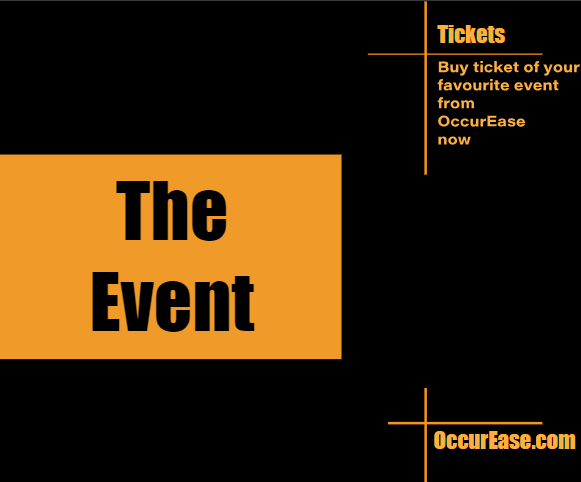 Tickets
Buy ticket of your
favourite event
from
OccurEase
now
The
Event
OccurEase.com